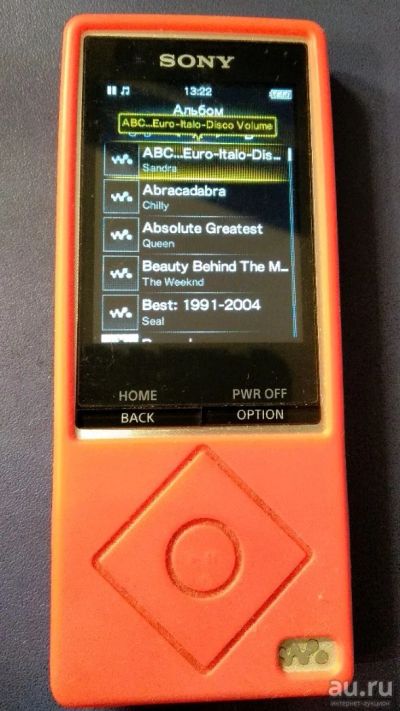 SONY
13:22
Альбом
ABC...Euro-Italo-Disco Volume
ABC...Euro-Italo-Dis...
Sandra
Abracadabra
Chilly
Absolute Greatest
Queen
Beauty Behind The M...
The Weeknd
Best: 1991-2004
Seal
HOME
PWR OFF
BACK
OPTION
au.ru
интернет-аукцион